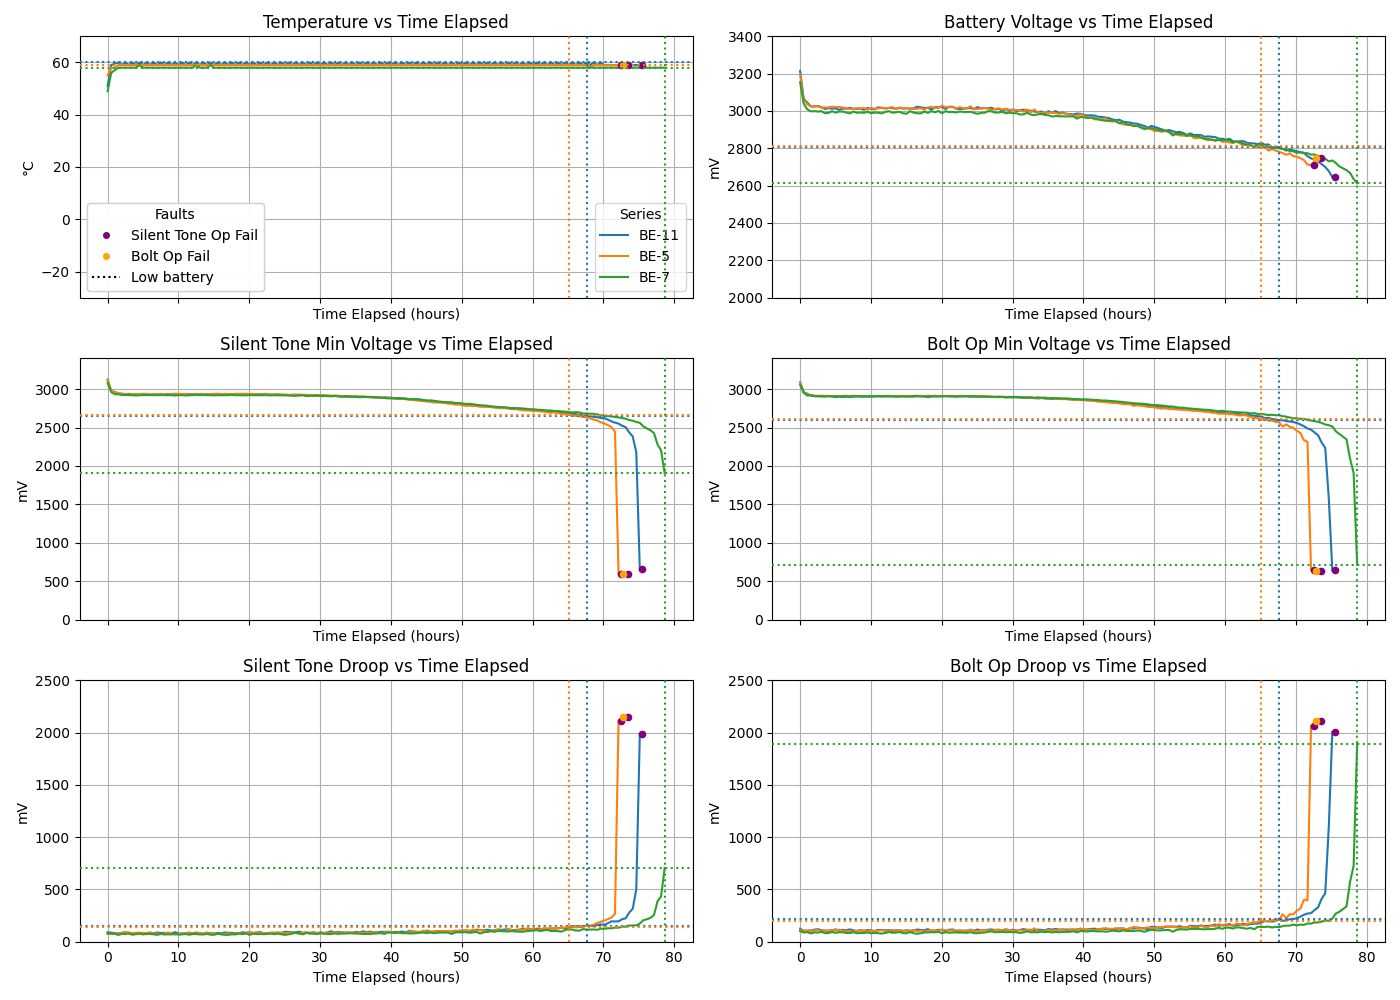 Temperature vs Time Elapsed
60
40
20
0
−20
°C
Faults
Silent Tone Op Fail
Bolt Op Fail
Low battery
Series
BE-11
BE-5
BE-7
Time Elapsed (hours)
Battery Voltage vs Time Elapsed
3400
3200
3000
2800
2600
2400
2200
2000
mV
Time Elapsed (hours)
Silent Tone Min Voltage vs Time Elapsed
3000
2500
2000
1500
1000
500
0
mV
Time Elapsed (hours)
Bolt Op Min Voltage vs Time Elapsed
3000
2500
2000
1500
1000
500
0
mV
Time Elapsed (hours)
Silent Tone Droop vs Time Elapsed
2500
2000
1500
1000
500
0
mV
0 10 20 30 40 50 60 70 80
Time Elapsed (hours)
Bolt Op Droop vs Time Elapsed
2500
2000
1500
1000
500
0
mV
0 10 20 30 40 50 60 70 80
Time Elapsed (hours)